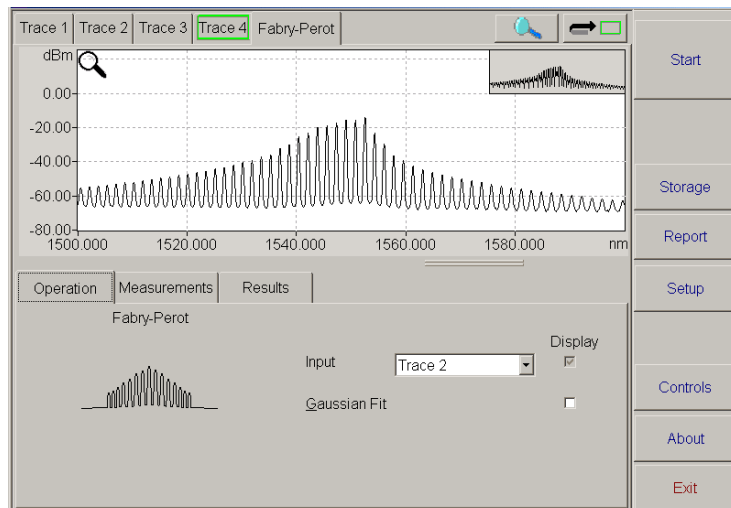 Trace 1 Trace 2 Trace 3 Trace 4 Fabry-Perot
dBm
0.00
-20.00
-40.00
-60.00
-80.00
1500.000 1520.000 1540.000 1560.000 1580.000 nm
Operation Measurements Results
Fabry-Perot
Display
Input Trace 2
Gaussian Fit
Start
Storage
Report
Setup
Controls
About
Exit